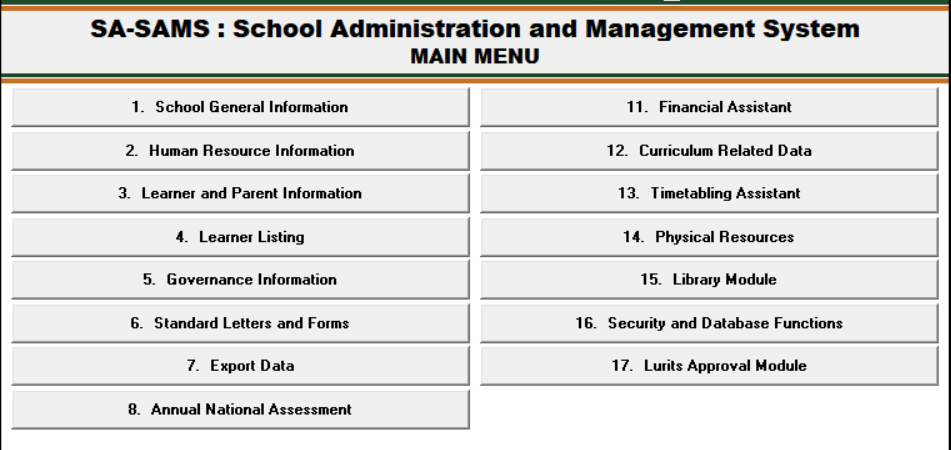 SA-SAMS : School Administration and Management System
MAIN MENU
1. School General Information
2. Human Resource Information
3. Learner and Parent Information
4. Learner Listing
5. Governance Information
6. Standard Letters and Forms
7. Export Data
8. Annual National Assessment
11. Financial Assistant
12. Curriculum Related Data
13. Timetabling Assistant
14. Physical Resources
15. Library Module
16. Security and Database Functions
17. Lurits Approval Module